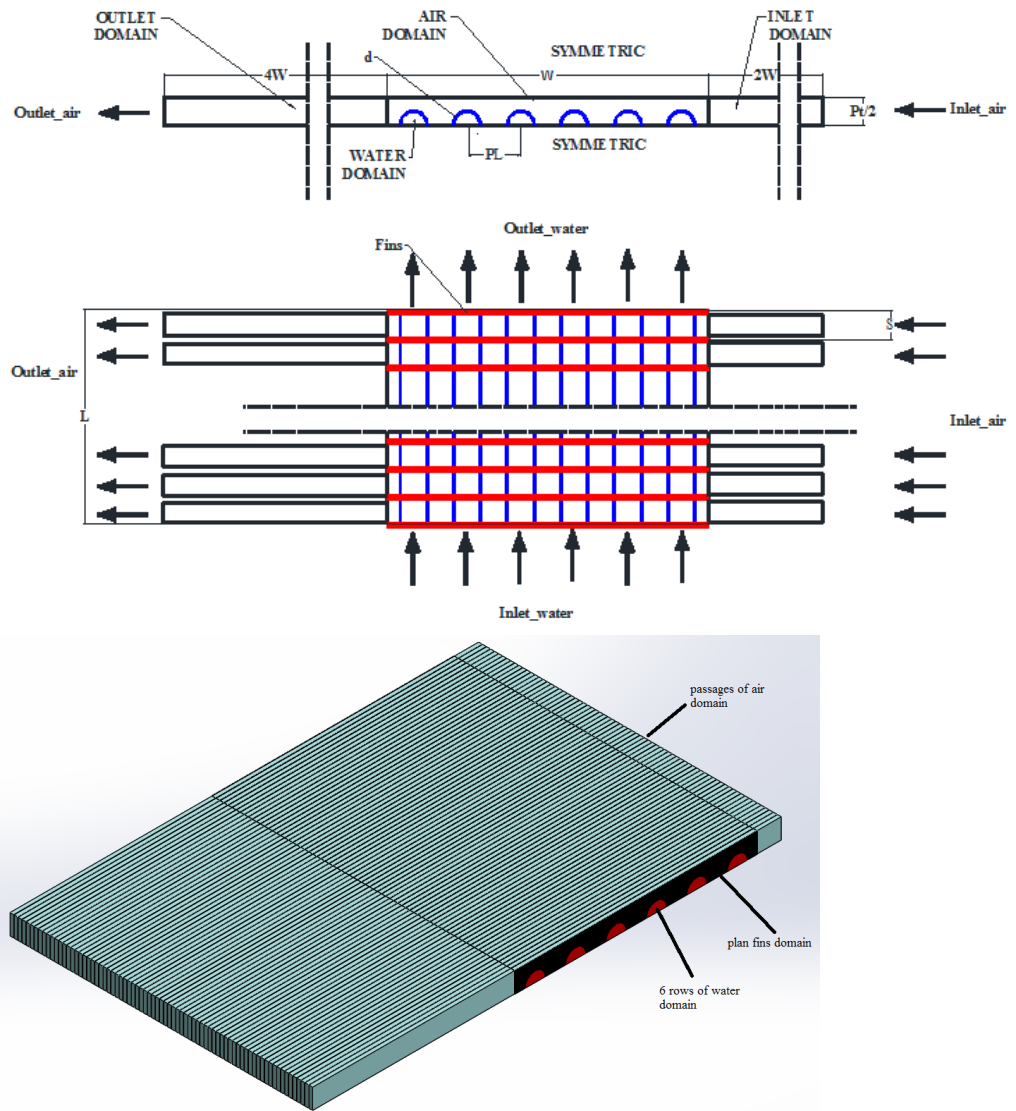 OUTLET
DOMAIN
AIR
DOMAIN
SYMMETRIC
INLET
DOMAIN
d
4W
W
2W
Outlet_air
Pt/2
Inlet_air
WATER
DOMAIN
PL
SYMMETRIC
Outlet_water
Fins
S
Outlet_air
L
Inlet_air
Inlet_water
passages of air
domain
plan fins domain
6 rows of water
domain